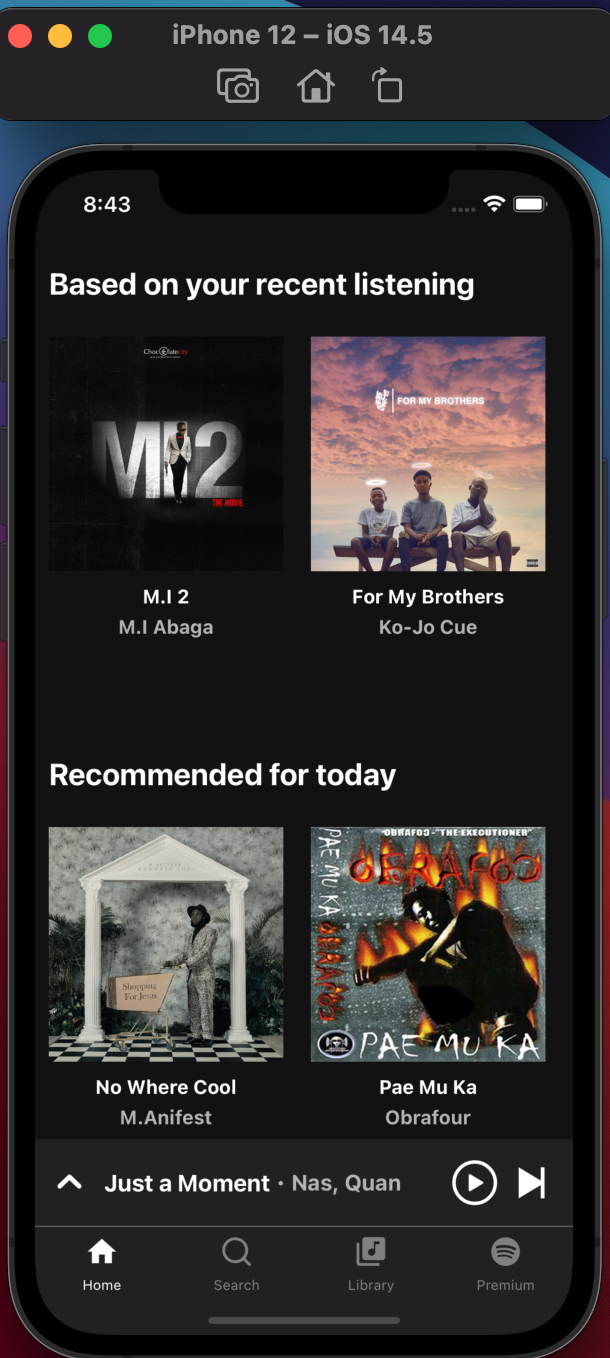 iPhone 12 – iOS 14.5
8:43
Based on your recent listening
Chocolatecity
M.I 2
THE MOVIE
FOR MY BROTHERS
M.I 2
M.I Abaga
For My Brothers
Ko-Jo Cue
Recommended for today
Shopping
For Jesus
OBRAFOƆ - "THE EXECUTIONER"
OBRAFOƆ
PAE MU KA
OBRAFOƆ
PAE MU KA
No Where Cool
M.Anifest
Pae Mu Ka
Obrafour
Just a Moment · Nas, Quan
Home
Search
Library
Premium